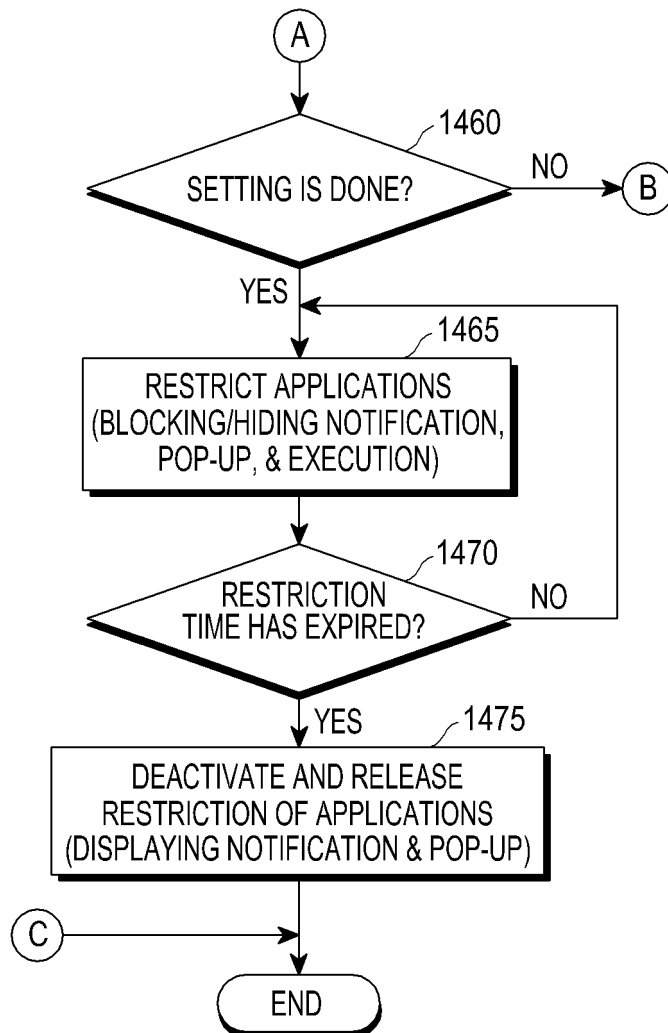 A
1460
SETTING IS DONE?
NO
B
YES
1465
RESTRICT APPLICATIONS
(BLOCKING/HIDING NOTIFICATION,
POP-UP, & EXECUTION)
1470
RESTRICTION
TIME HAS EXPIRED?
NO
YES
1475
DEACTIVATE AND RELEASE
RESTRICTION OF APPLICATIONS
(DISPLAYING NOTIFICATION & POP-UP)
C
END